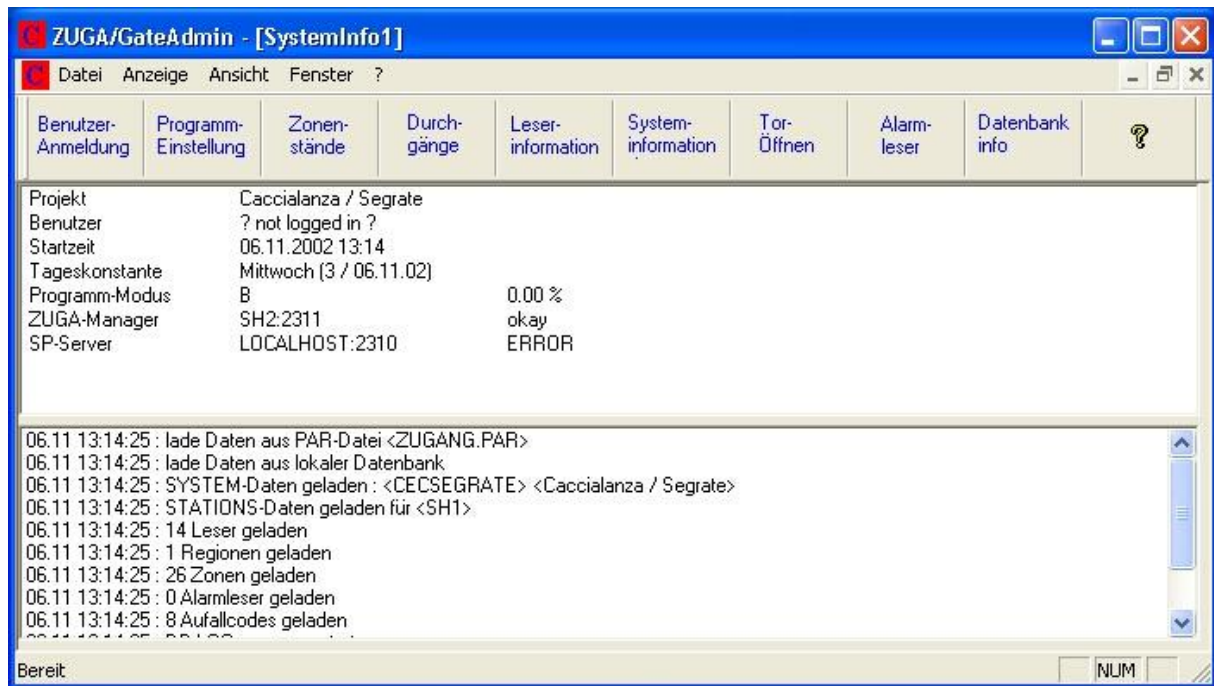 C ZUGA/GateAdmin - [SystemInfo1]
C Datei Anzeige Ansicht Fenster ?
Benutzer-Anmeldung Programm-Einstellung Zonen-stände Durch-gänge Leser-information System-information Tor-Öffnen Alarm-leser Datenbank info ?
Projekt Caccialanza / Segrate
Benutzer ? not logged in ?
Startzeit 06.11.2002 13:14
Tageskonstante Mittwoch (3 / 06.11.02)
Programm-Modus B 0.00 %
ZUGA-Manager SH2:2311 okay
SP-Server LOCALHOST:2310 ERROR
06.11 13:14:25 : lade Daten aus PAR-Datei <ZUGANG.PAR>
06.11 13:14:25 : lade Daten aus lokaler Datenbank
06.11 13:14:25 : SYSTEM-Daten geladen : <CECSEGRATE> <Caccialanza / Segrate>
06.11 13:14:25 : STATIONS-Daten geladen für <SH1>
06.11 13:14:25 : 14 Leser geladen
06.11 13:14:25 : 1 Regionen geladen
06.11 13:14:25 : 26 Zonen geladen
06.11 13:14:25 : 0 Alarmleser geladen
06.11 13:14:25 : 8 Aufallcodes geladen
Bereit NUM